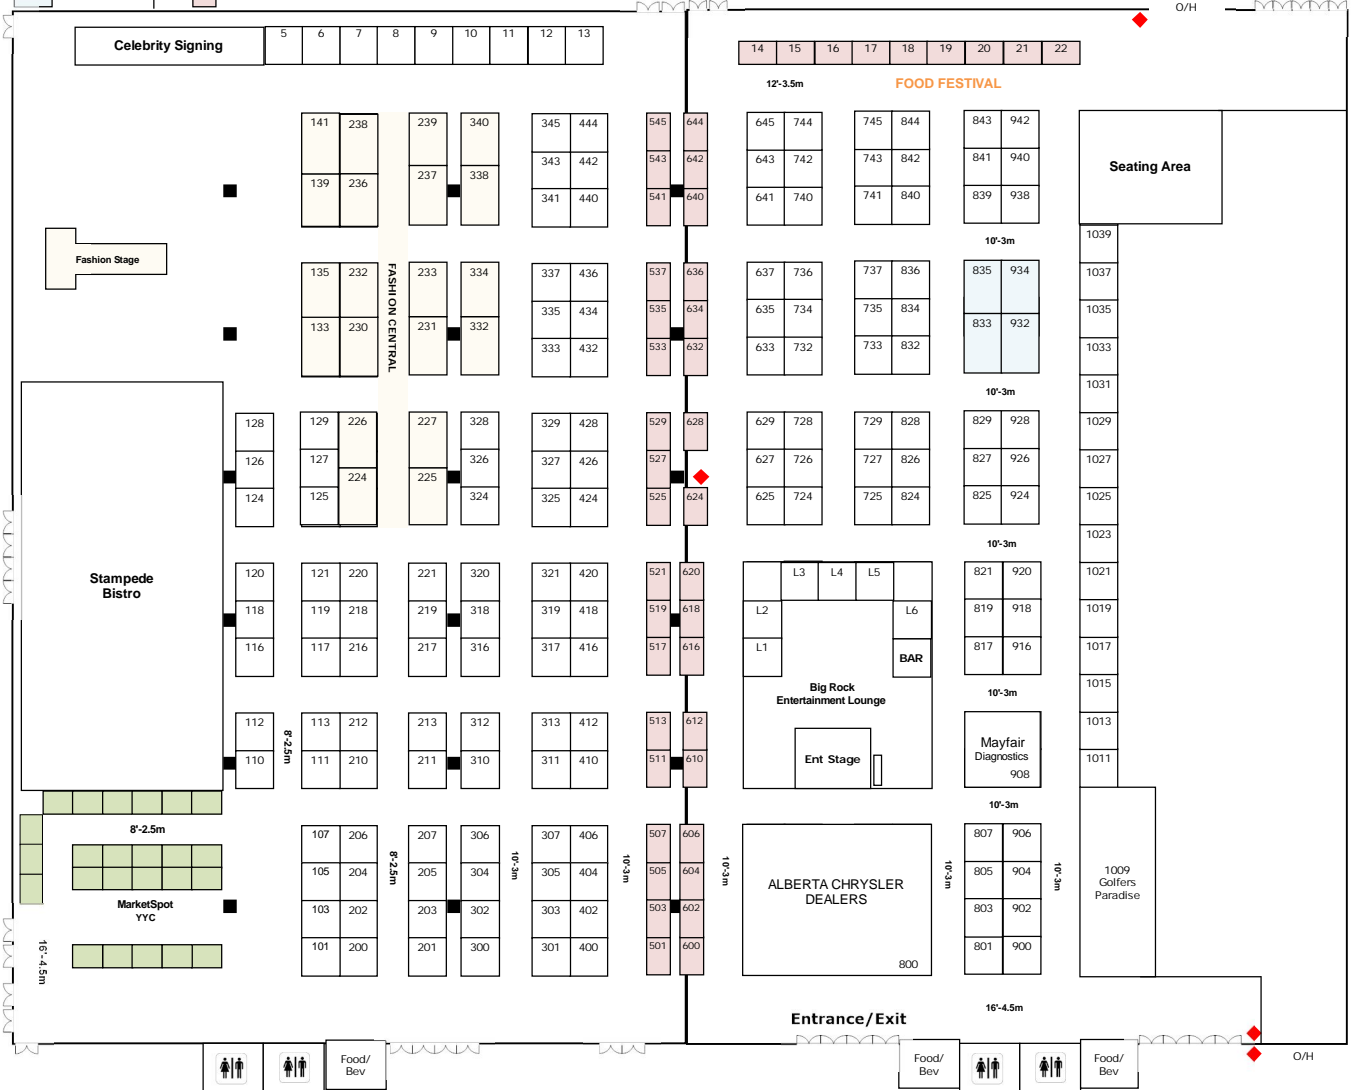 O/H
Celebrity Signing
5 6 7 8 9 10 11 12 13
14 15 16 17 18 19 20 21 22
12'-3.5m
FOOD FESTIVAL
141 238 239 340 345 444 545 644 645 744 745 844 843 942
343 442 543 642 643 742 743 842 841 940
Seating Area
139 236 237 338 341 440 541 640 641 740 741 840 839 938
1039
10'-3m
Fashion Stage
135 232 233 334 337 436 537 636 637 736 737 836 835 934 1037
FASHION CENTRAL
335 434 535 634 635 734 735 834 1035
133 230 231 332 333 432 533 632 633 732 733 832 833 932 1033
10'-3m
1031
128 129 226 227 328 329 428 529 628 629 728 729 828 829 928 1029
126 127 326 327 426 527 627 726 727 826 827 926 1027
124 125 224 225 324 325 424 525 624 625 724 725 824 825 924 1025
1023
10'-3m
Stampede
Bistro
120 121 220 221 320 321 420 521 620 L3 L4 L5 821 920 1021
118 119 218 219 318 319 418 519 618 L2 L6 819 918 1019
116 117 216 217 316 317 416 517 616 L1 BAR 817 916 1017
Big Rock
Entertainment Lounge
10'-3m
1015
112 113 212 213 312 313 412 513 612 1013
8'-2.5m
110 111 210 211 310 311 410 511 610 1011
Ent Stage
Mayfair
Diagnostics
908
10'-3m
8'-2.5m
107 206 207 306 307 406 507 606 807 906
105 204 205 304 305 404 505 604 805 904
8'-2.5m
10'-3m
10'-3m
10'-3m
ALBERTA CHRYSLER
DEALERS
10'-3m
10'-3m
1009
Golfers
Paradise
MarketSpot
YYC
103 202 203 302 303 402 503 602 803 902
101 200 201 300 301 400 501 600 801 900
800
16'-4.5m
16'-4.5m
Entrance/Exit
Food/
Bev
Food/
Bev
Food/
Bev
O/H